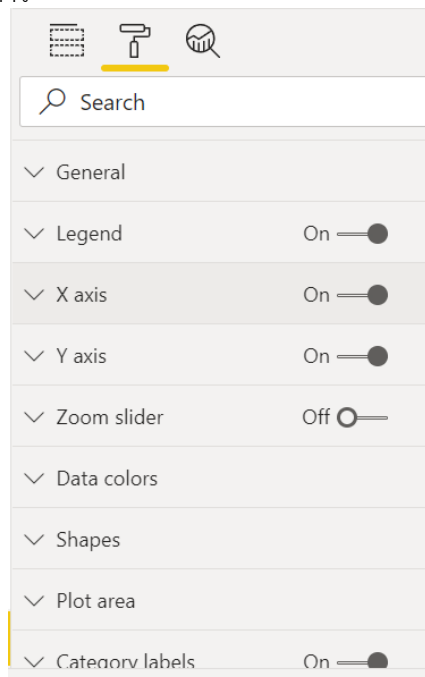 Search
General
Legend On
X axis On
Y axis On
Zoom slider Off
Data colors
Shapes
Plot area
Category labels On